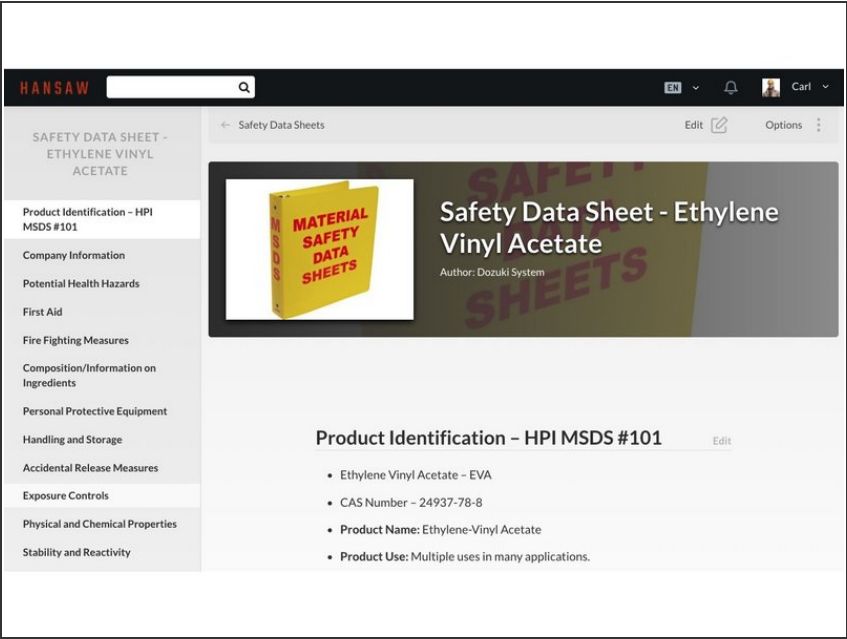 HANSAW
EN
Carl
SAFETY DATA SHEET -
ETHYLENE VINYL
ACETATE
Product Identification – HPI
MSDS #101
Company Information
Potential Health Hazards
First Aid
Fire Fighting Measures
Composition/Information on
Ingredients
Personal Protective Equipment
Handling and Storage
Accidental Release Measures
Exposure Controls
Physical and Chemical Properties
Stability and Reactivity
← Safety Data Sheets
Edit
Options
MSDS
MATERIAL
SAFETY
DATA
SHEETS
SAFETY
DATA
SHEETS
Safety Data Sheet - Ethylene
Vinyl Acetate
Author: Dozuki System
Product Identification – HPI MSDS #101
Edit
• Ethylene Vinyl Acetate – EVA
• CAS Number – 24937-78-8
• Product Name: Ethylene-Vinyl Acetate
• Product Use: Multiple uses in many applications.